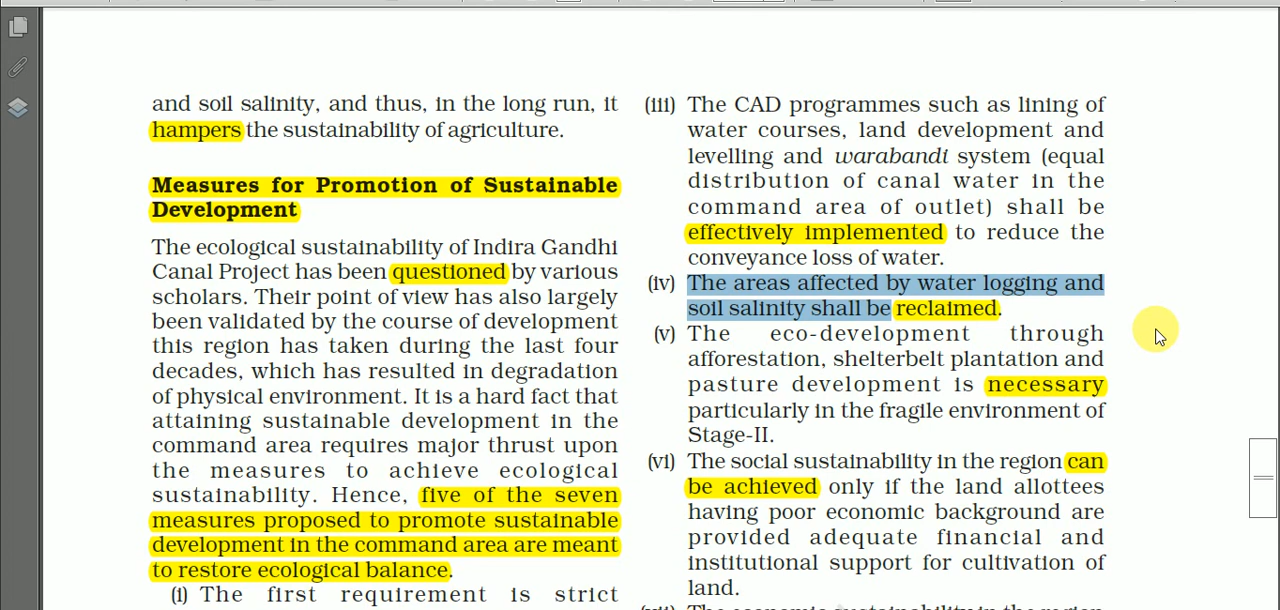 and soil salinity, and thus, in the long run, it
hampers the sustainability of agriculture.
Measures for Promotion of Sustainable
Development
The ecological sustainability of Indira Gandhi
Canal Project has been questioned by various
scholars. Their point of view has also largely
been validated by the course of development
this region has taken during the last four
decades, which has resulted in degradation
of physical environment. It is a hard fact that
attaining sustainable development in the
command area requires major thrust upon
the measures to achieve ecological
sustainability. Hence, five of the seven
measures proposed to promote sustainable
development in the command area are meant
to restore ecological balance.
(i) The first requirement is strict
(iii) The CAD programmes such as lining of
water courses, land development and
levelling and warabandi system (equal
distribution of canal water in the
command area of outlet) shall be
effectively implemented to reduce the
conveyance loss of water.
(iv) The areas affected by water logging and
soil salinity shall be reclaimed.
(v) The eco-development through
afforestation, shelterbelt plantation and
pasture development is necessary
particularly in the fragile environment of
Stage-II.
(vi) The social sustainability in the region can
be achieved only if the land allottees
having poor economic background are
provided adequate financial and
institutional support for cultivation of
land.
(vii) The economic sustainability in the region